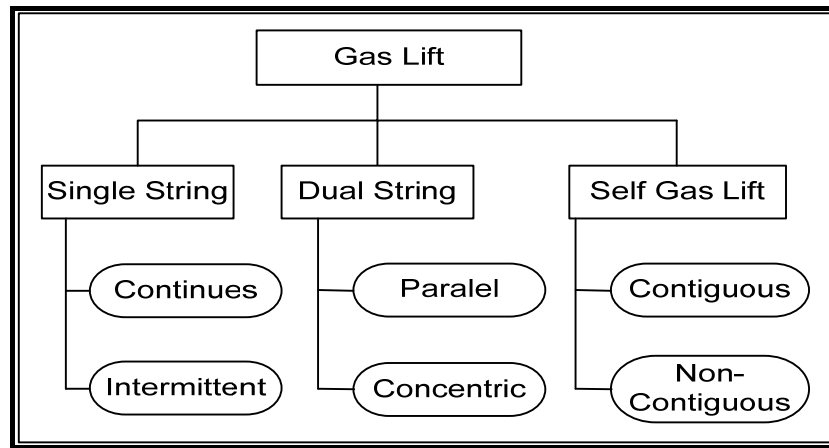 Gas Lift
Single String
Dual String
Self Gas Lift
Continues
Paralel
Contiguous
Intermittent
Concentric
Non-
Contiguous